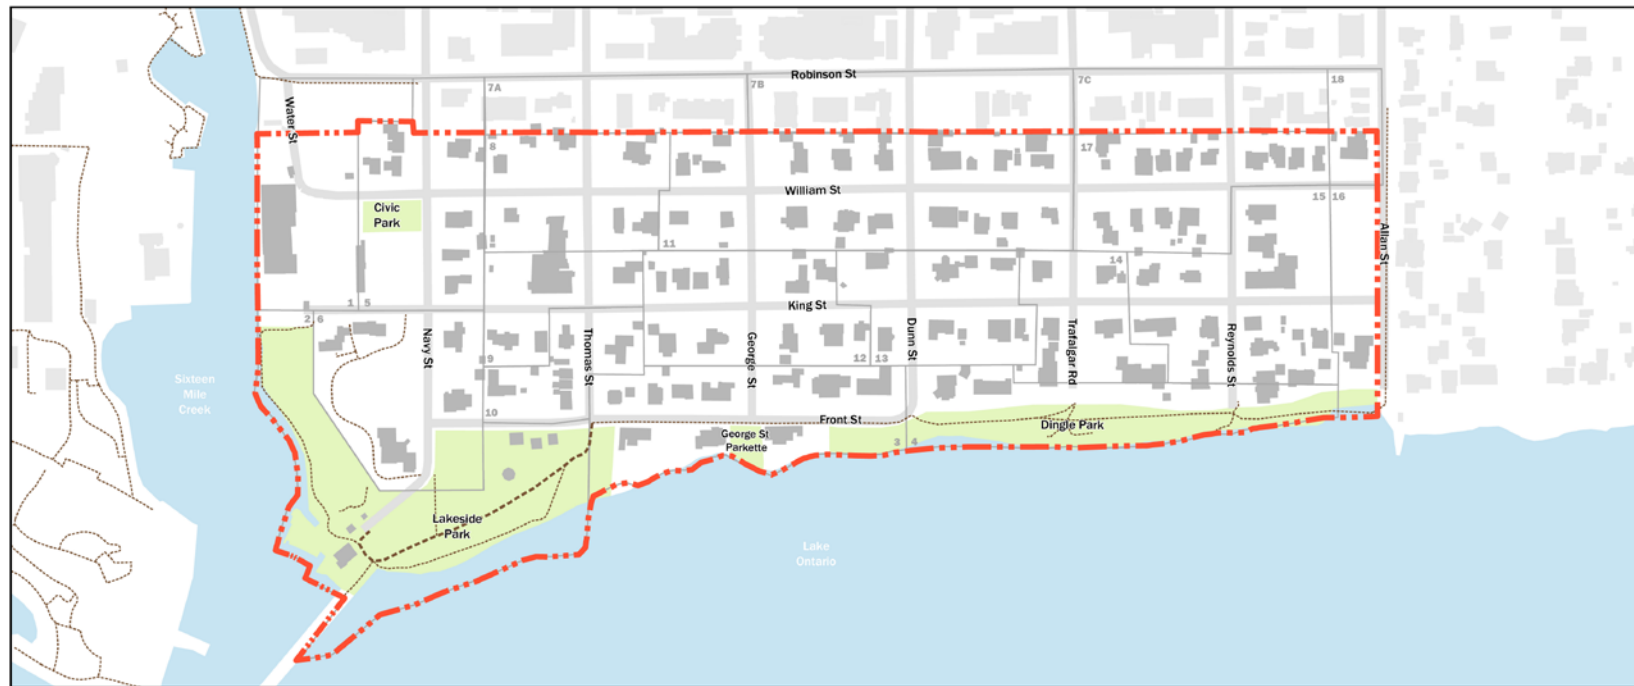 Robinson St
7A
7B
7C
18
Water St
8
17
William St
15 16
Civic
Park
11
Allan St
14
1 5
King St
2 6
Navy St
Thomas St
George St
Dunn St
Trafalgar Rd
Reynolds St
9
12 13
Sixteen
Mile
Creek
10
Front St
George St
Parkette
3 4
Dingle Park
Lakeside
Park
Lake
Ontario